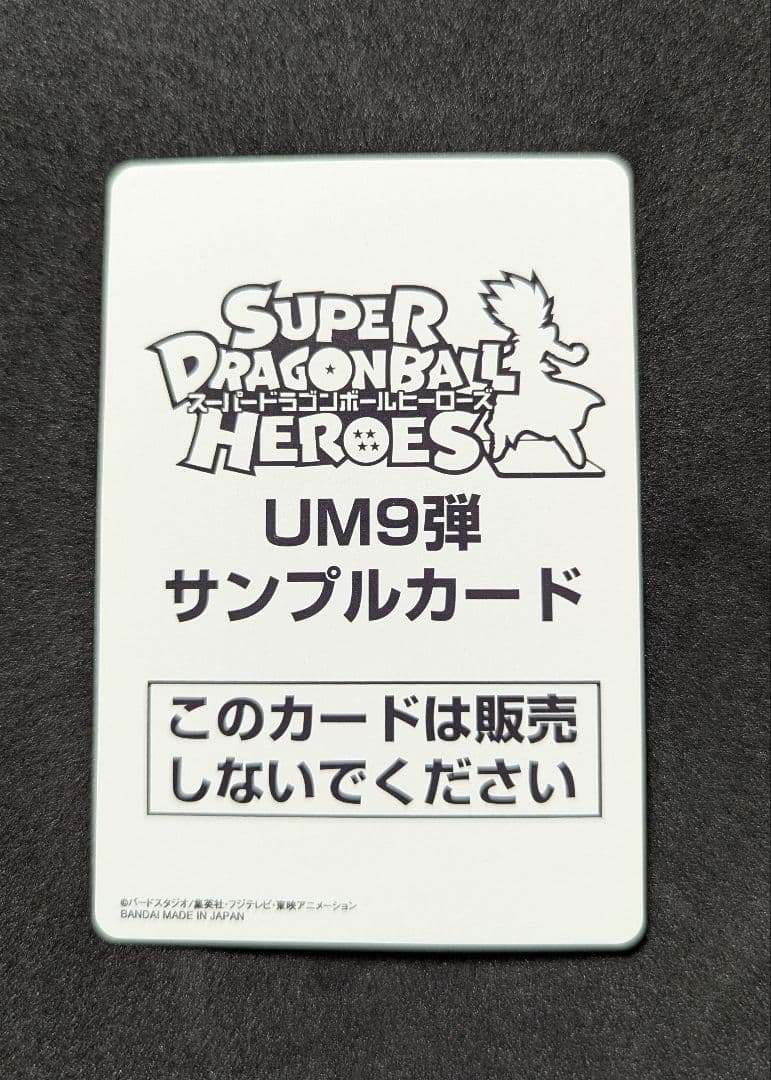 SUPER
DRAGONBALL
スーパードラゴンボールヒーローズ
HEROES
UM9弾
サンプルカード
このカードは販売
しないでください
©バードスタジオ/集英社・フジテレビ・東映アニメーション
BANDAI MADE IN JAPAN